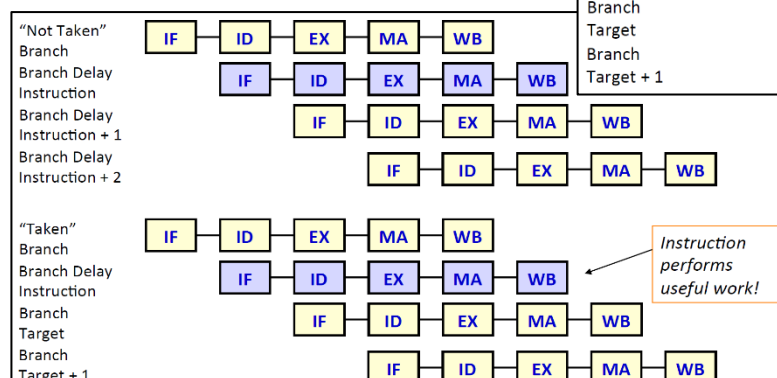 Branch
Target
Branch
Target + 1
"Not Taken"
Branch
IF ID EX MA WB
Branch Delay
Instruction
IF ID EX MA WB
Branch Delay
Instruction + 1
IF ID EX MA WB
Branch Delay
Instruction + 2
IF ID EX MA WB
"Taken"
Branch
IF ID EX MA WB
Branch Delay
Instruction
IF ID EX MA WB
Instruction
performs
useful work!
Branch
Target
IF ID EX MA WB
Branch
Target + 1
IF ID EX MA WB